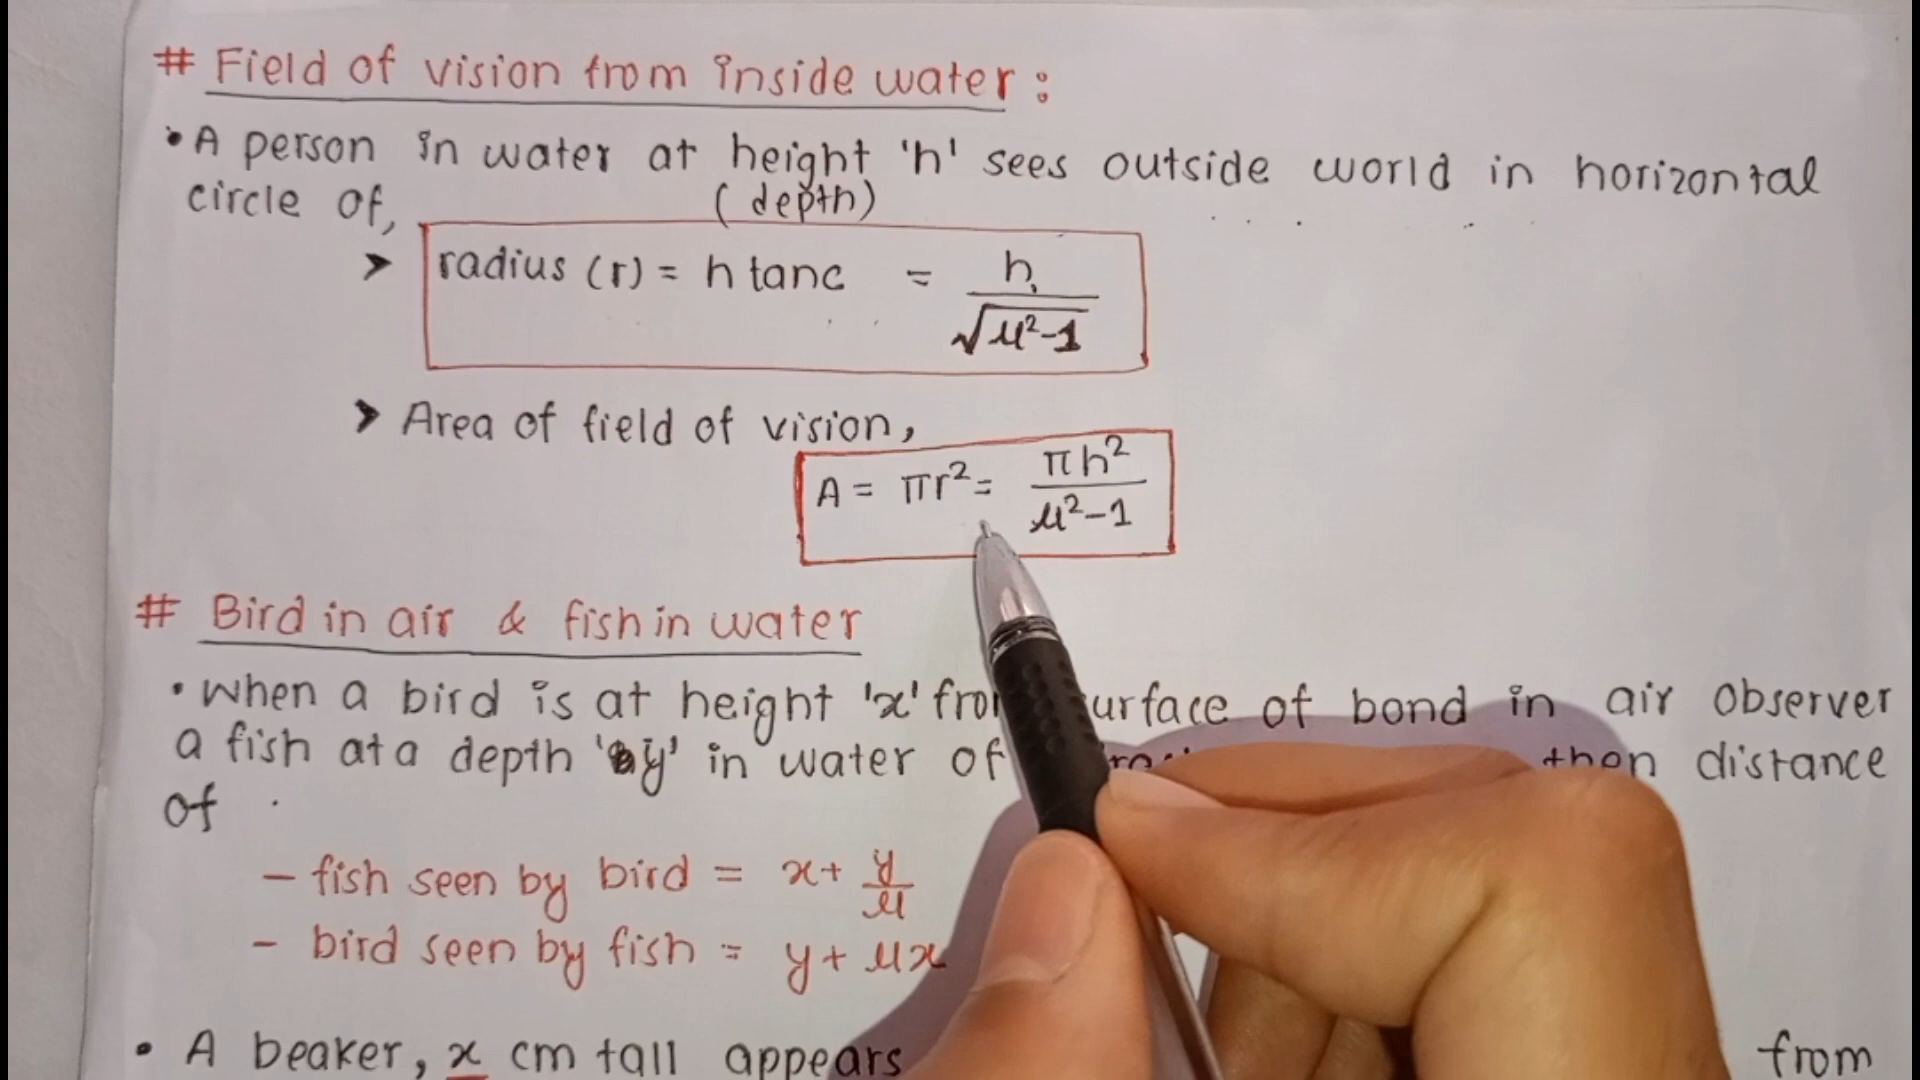 # Field of vision from inside water :
• A person in water at height 'h' sees outside world in horizontal
(depth)
circle of,
➤ radius (r) = h tanc = h / √μ²-1
➤ Area of field of vision,
A = πr² = πh² / μ²-1
# Bird in air & fish in water
• When a bird is at height 'x' surface of bond in air observer
a fish at a depth 'y' in water of then distance
of
- fish seen by bird = x + y/μ
- bird seen by fish = y + μx
• A beaker, x cm tall appears from